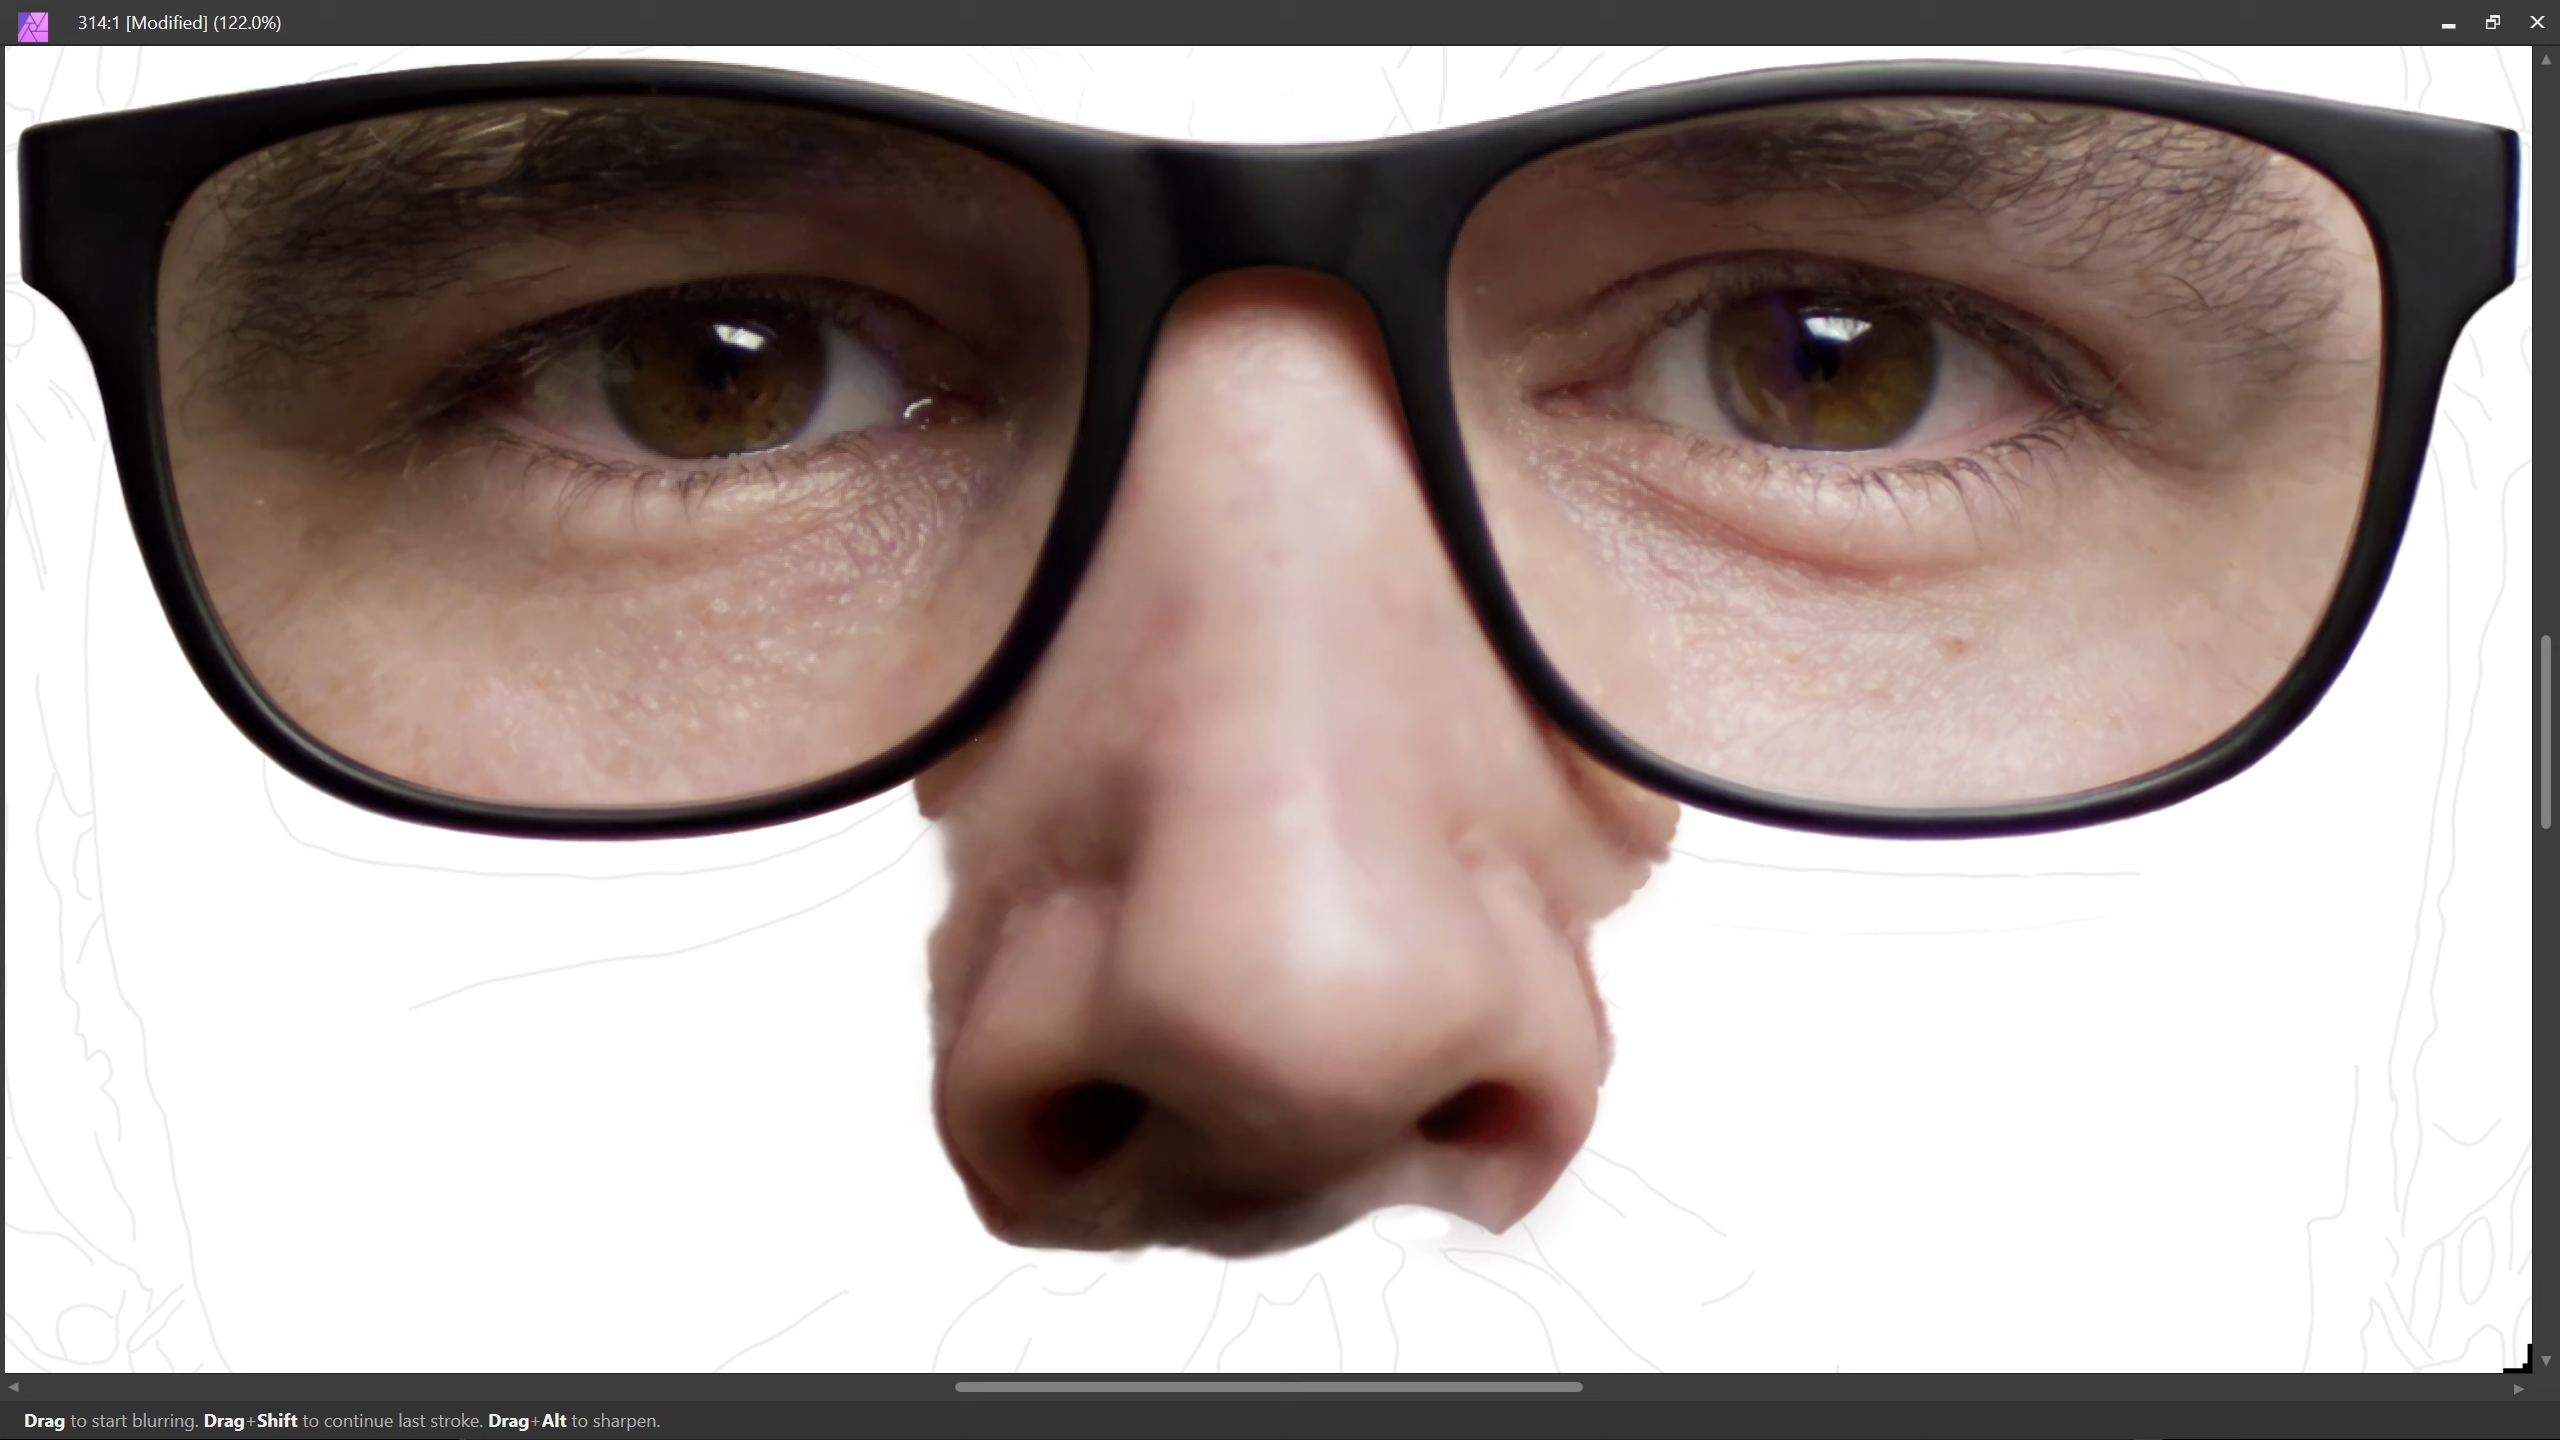 314:1 [Modified] (122.0%)
Drag to start blurring. Drag+Shift to continue last stroke. Drag+Alt to sharpen.